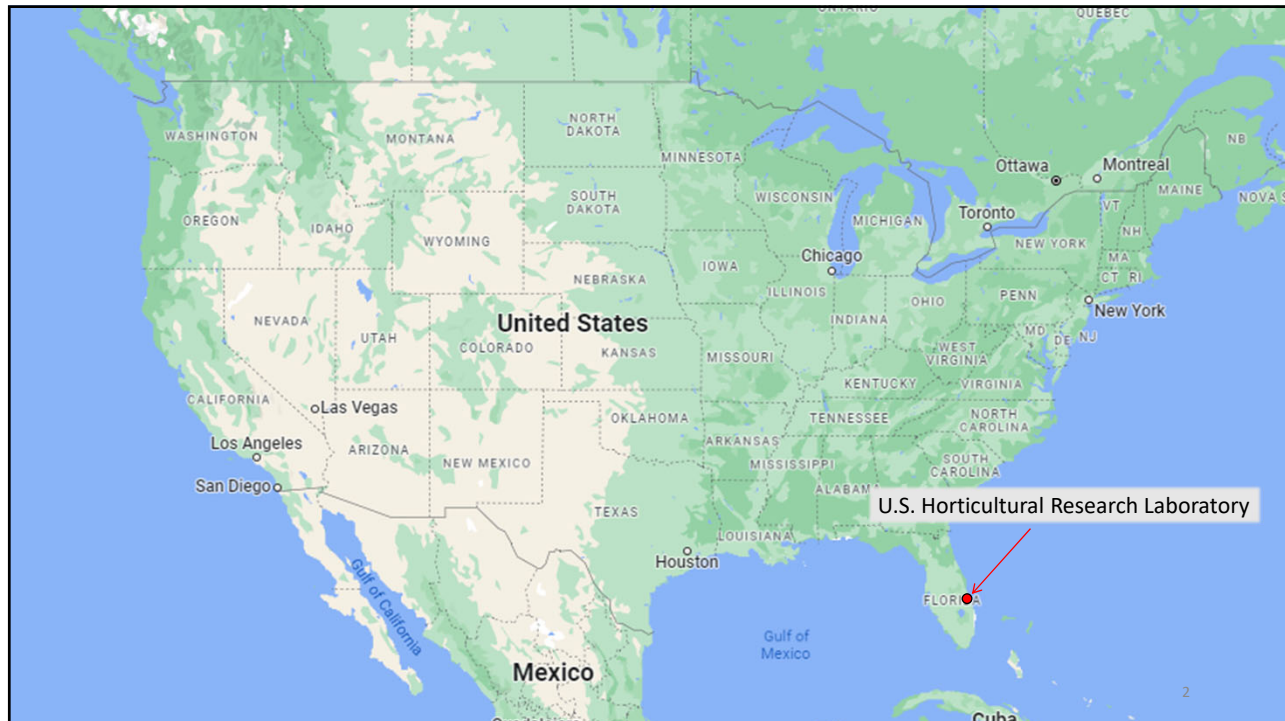 ONTARIO
QUEBEC
WASHINGTON
MONTANA
NORTH
DAKOTA
MINNESOTA
NB
Ottawa
Montreal
MAINE
VT
NOVA S
OREGON
IDAHO
SOUTH
DAKOTA
WISCONSIN
MICHIGAN
Toronto
NH
WYOMING
NEW YORK
MA
CT RI
IOWA
Chicago
NEBRASKA
ILLINOIS
OHIO
PENN
New York
NEVADA
UTAH
COLORADO
United States
KANSAS
MISSOURI
INDIANA
WEST
VIRGINIA
MD
DE
NJ
KENTUCKY
VIRGINIA
CALIFORNIA
Las Vegas
OKLAHOMA
TENNESSEE
NORTH
CAROLINA
Los Angeles
ARIZONA
NEW MEXICO
ARKANSAS
MISSISSIPPI
SOUTH
CAROLINA
San Diego
ALABAMA
TEXAS
U.S. Horticultural Research Laboratory
LOUISIANA
Houston
Gulf of California
FLORIDA
Gulf of
Mexico
Mexico
2
Cuba